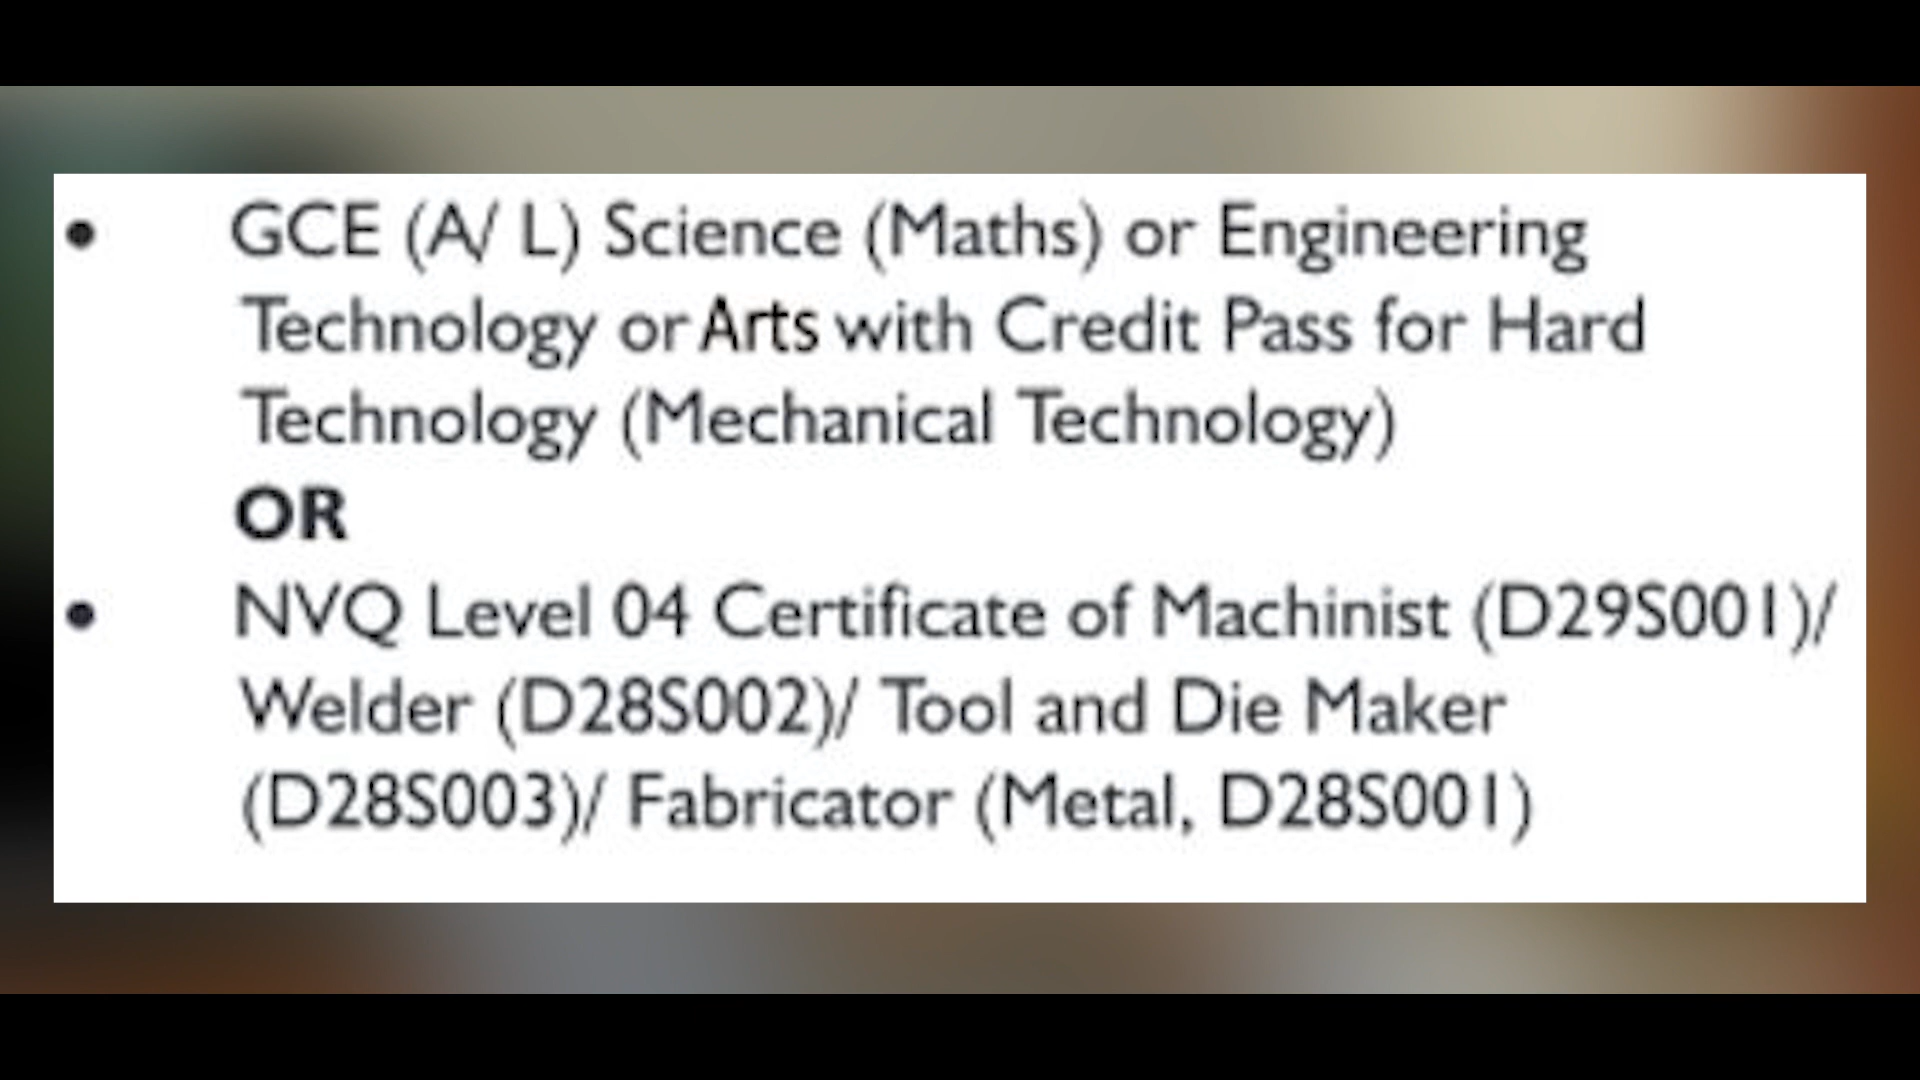 • GCE (A/ L) Science (Maths) or Engineering
Technology or Arts with Credit Pass for Hard
Technology (Mechanical Technology)
OR
• NVQ Level 04 Certificate of Machinist (D29S001)/
Welder (D28S002)/ Tool and Die Maker
(D28S003)/ Fabricator (Metal, D28S001)